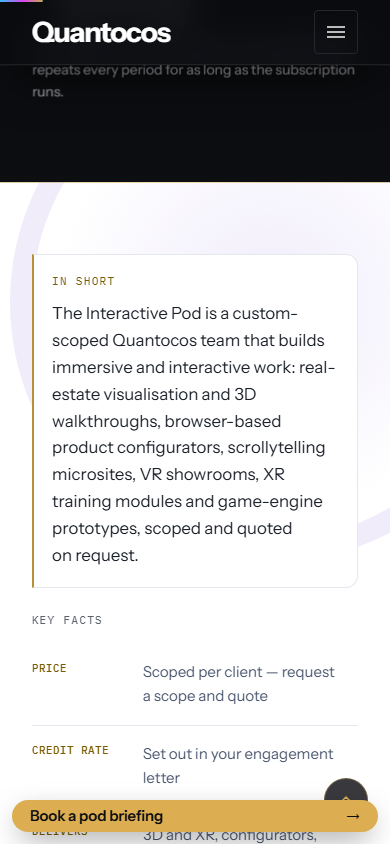 Quantocos
repeats every period for as long as the subscription
runs.
IN SHORT
The Interactive Pod is a custom-
scoped Quantocos team that builds
immersive and interactive work: real-
estate visualisation and 3D
walkthroughs, browser-based
product configurators, scrollytelling
microsites, VR showrooms, XR
training modules and game-engine
prototypes, scoped and quoted
on request.
KEY FACTS
PRICE
Scoped per client — request
a scope and quote
CREDIT RATE
Set out in your engagement
letter
Book a pod briefing →
DELIVERS
3D and XR, configurators,